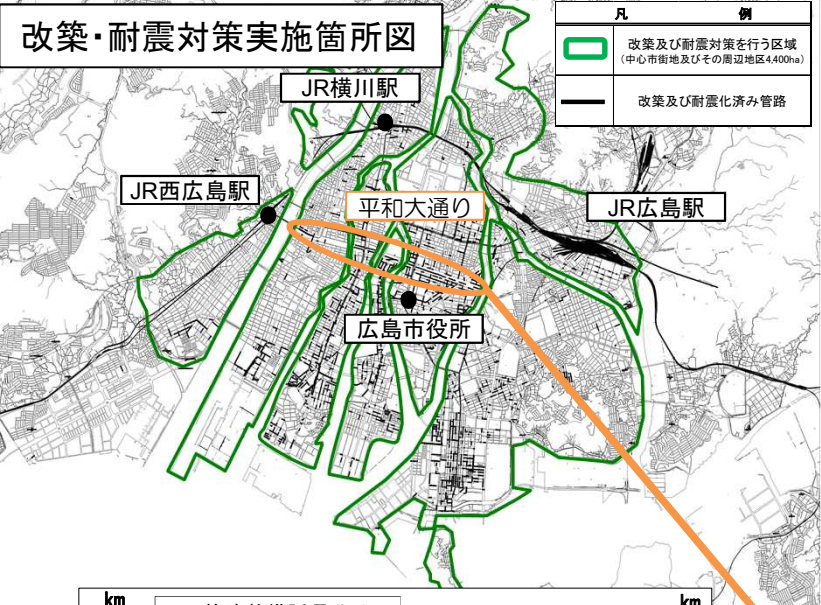 改築・耐震対策実施箇所図
凡 例
改築及び耐震対策を行う区域
(中心市街地及びその周辺地区4,400ha)
改築及び耐震化済み管路
JR横川駅
JR西広島駅
平和大通り
JR広島駅
広島市役所
km
km